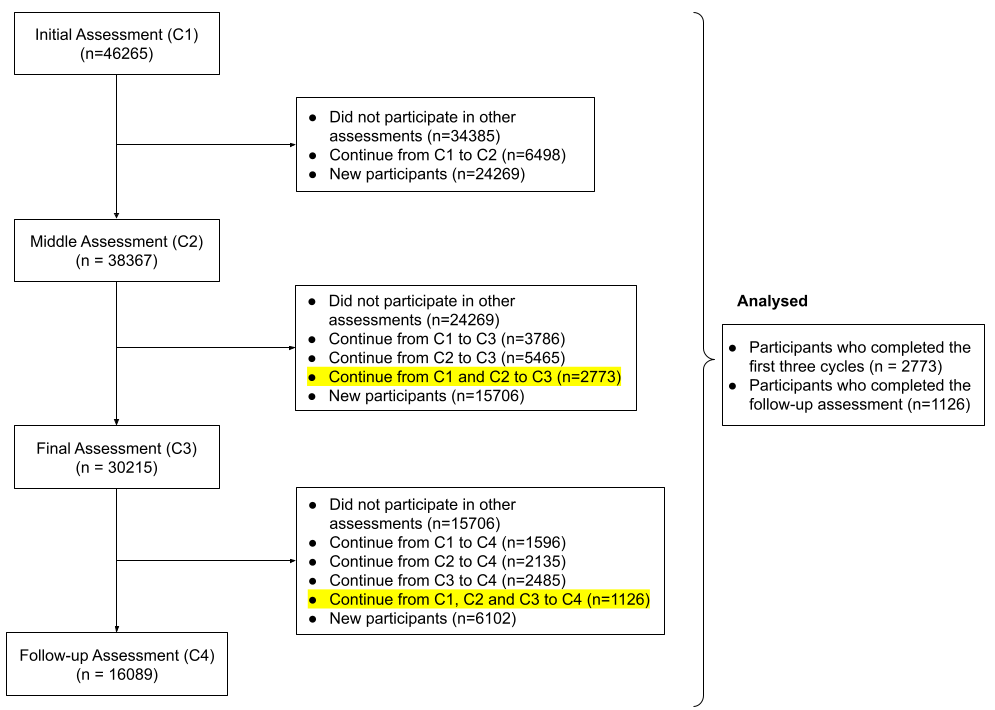 Initial Assessment (C1)
(n=46265)
● Did not participate in other
assessments (n=34385)
● Continue from C1 to C2 (n=6498)
● New participants (n=24269)
Middle Assessment (C2)
(n = 38367)
● Did not participate in other
assessments (n=24269)
● Continue from C1 to C3 (n=3786)
● Continue from C2 to C3 (n=5465)
● Continue from C1 and C2 to C3 (n=2773)
● New participants (n=15706)
Final Assessment (C3)
(n = 30215)
● Did not participate in other
assessments (n=15706)
● Continue from C1 to C4 (n=1596)
● Continue from C2 to C4 (n=2135)
● Continue from C3 to C4 (n=2485)
● Continue from C1, C2 and C3 to C4 (n=1126)
● New participants (n=6102)
Follow-up Assessment (C4)
(n = 16089)
Analysed
● Participants who completed the
first three cycles (n = 2773)
● Participants who completed the
follow-up assessment (n=1126)